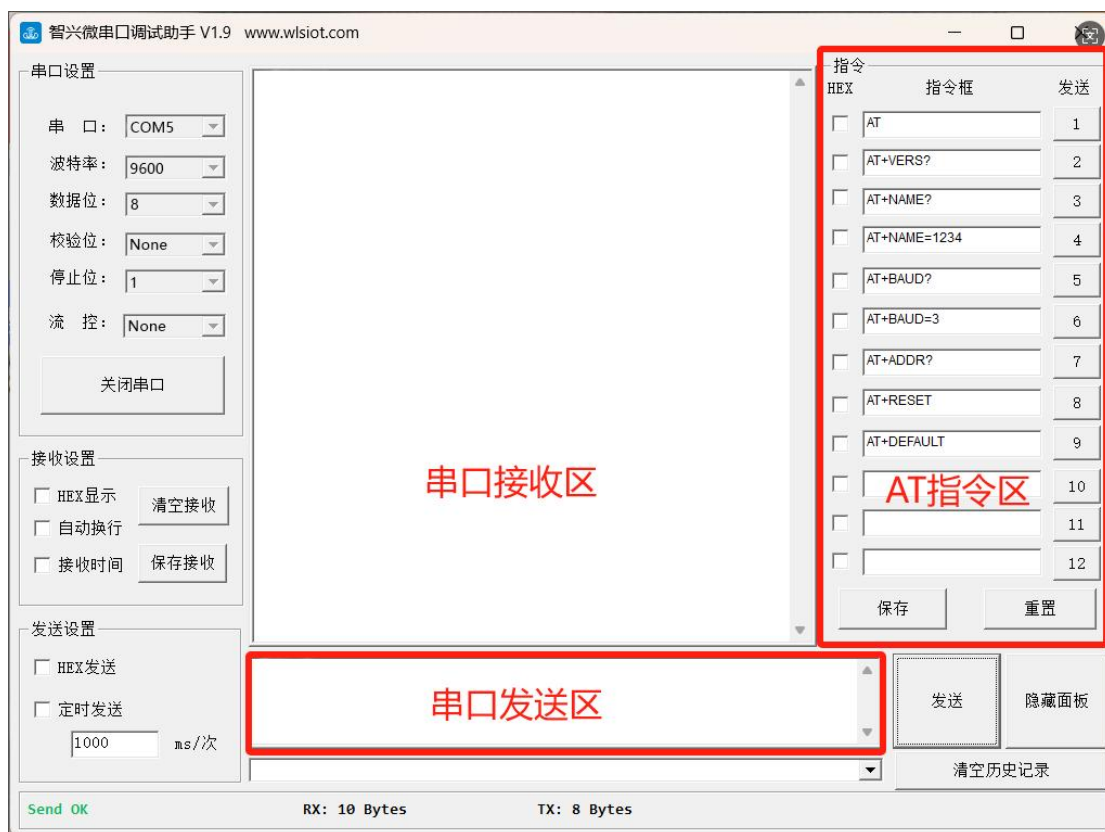 智兴微串口调试助手 V1.9 www.wlsiot.com
串口设置
串 口: COM5
波特率: 9600
数据位: 8
校验位: None
停止位: 1
流 控: None
关闭串口
接收设置
HEX显示
清空接收
自动换行
接收时间
保存接收
发送设置
HEX发送
定时发送
1000 ms/次
串口接收区
串口发送区
指令
HEX 指令框 发送
AT 1
AT+VERS? 2
AT+NAME? 3
AT+NAME=1234 4
AT+BAUD? 5
AT+BAUD=3 6
AT+ADDR? 7
AT+RESET 8
AT+DEFAULT 9
AT指令区 10
11
12
保存 重置
发送 隐藏面板
清空历史记录
Send OK RX: 10 Bytes TX: 8 Bytes